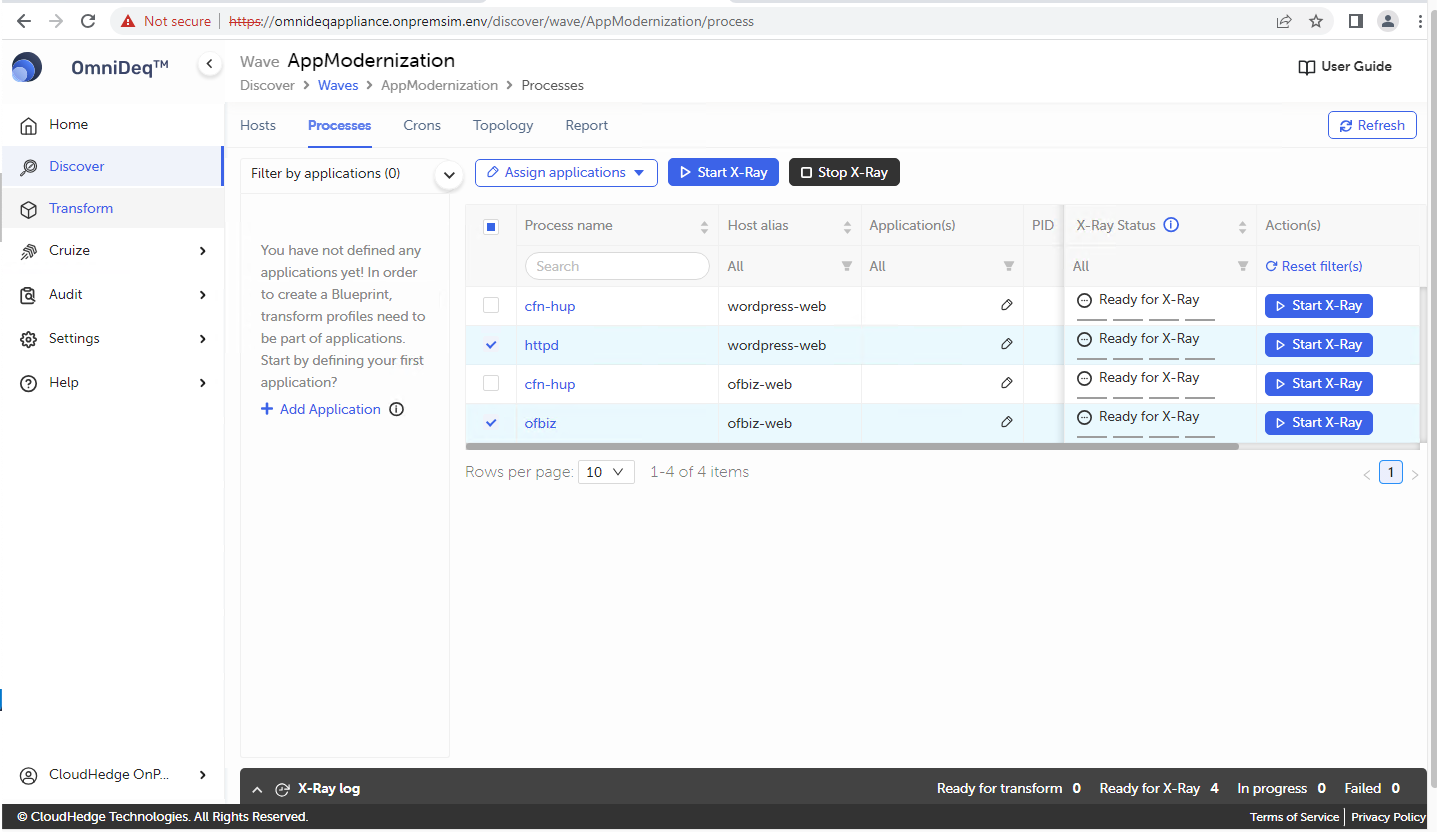 Not secure
https://omnideqappliance.onpremsim.env/discover/wave/AppModernization/process
OmniDeq™
Wave AppModernization
Discover > Waves > AppModernization > Processes
User Guide
Home
Discover
Transform
Cruize
Audit
Settings
Help
CloudHedge OnP...
Hosts Processes Crons Topology Report
Refresh
Filter by applications (0)
You have not defined any
applications yet! In order
to create a Blueprint,
transform profiles need to
be part of applications.
Start by defining your first
application?
+ Add Application
Assign applications Start X-Ray Stop X-Ray
Process name Host alias Application(s) PID X-Ray Status Action(s)
Search All All All Reset filter(s)
cfn-hup wordpress-web Ready for X-Ray Start X-Ray
httpd wordpress-web Ready for X-Ray Start X-Ray
cfn-hup ofbiz-web Ready for X-Ray Start X-Ray
ofbiz ofbiz-web Ready for X-Ray Start X-Ray
Rows per page: 10 1-4 of 4 items
< 1 >
X-Ray log Ready for transform 0 Ready for X-Ray 4 In progress 0 Failed 0
© CloudHedge Technologies. All Rights Reserved.
Terms of Service | Privacy Policy